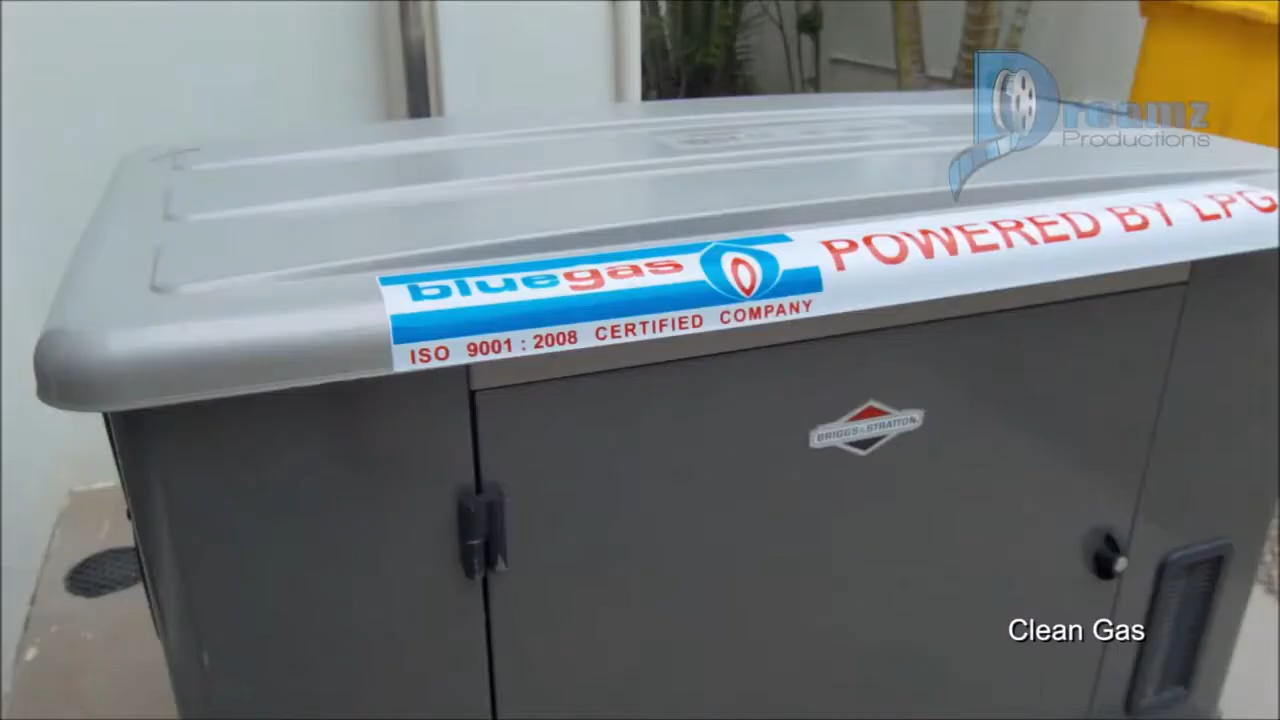 Dreamz
Productions
bluegas
POWERED BY LPG
ISO 9001 : 2008 CERTIFIED COMPANY
BRIGGS & STRATTON
Clean Gas